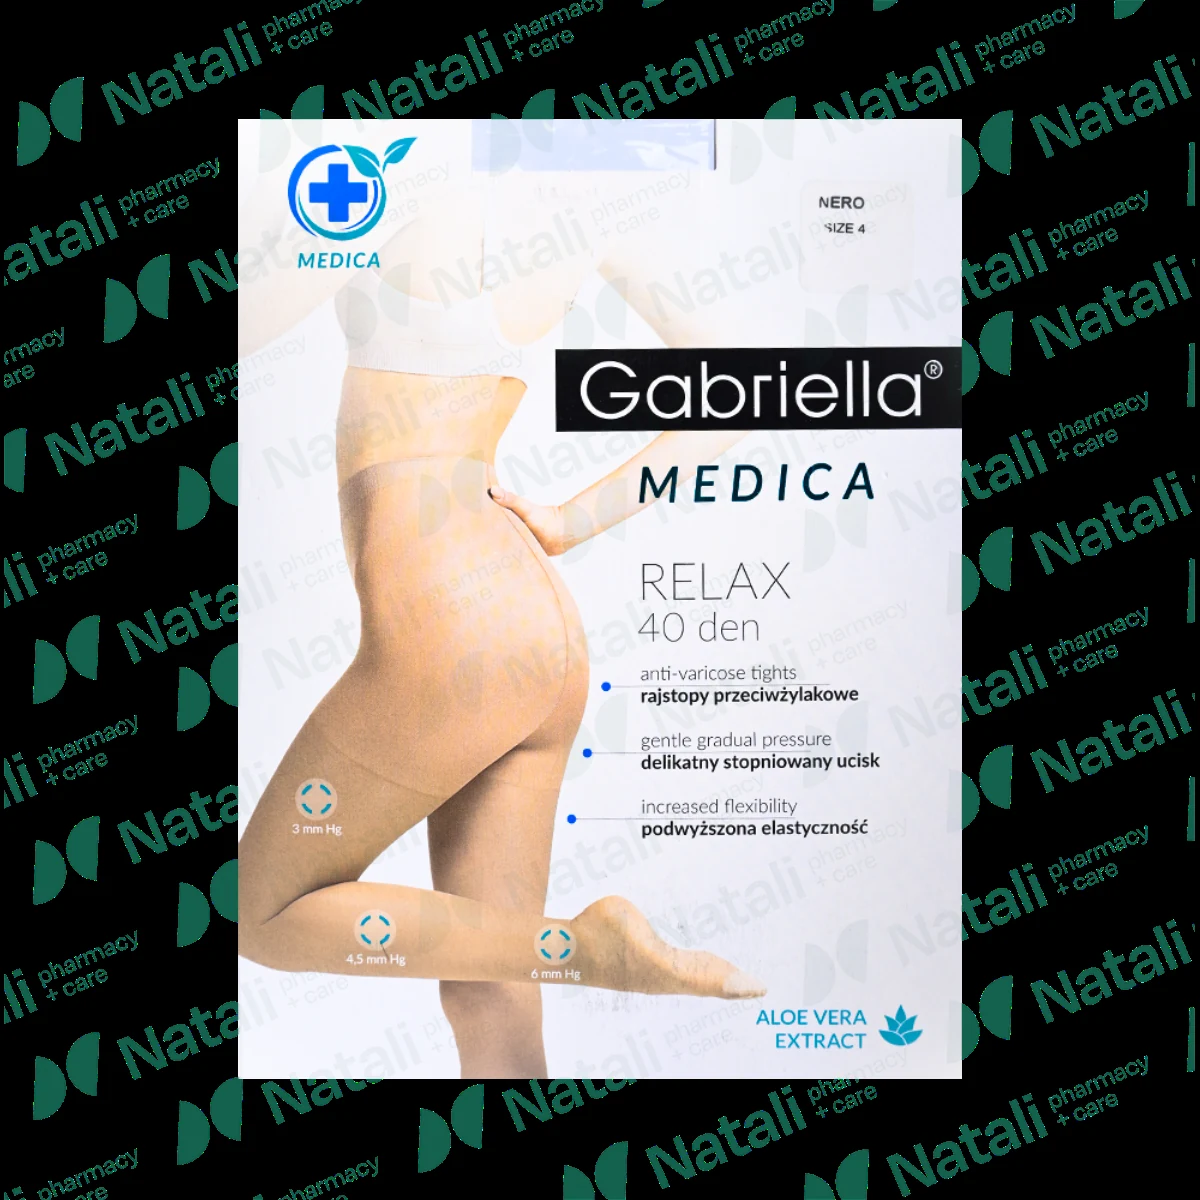 Natali pharmacy + care
MEDICA
NERO
SIZE 4
Gabriella®
MEDICA
RELAX
40 den
anti-varicose tights
rajstopy przeciwżylakowe
gentle gradual pressure
delikatny stopniowany ucisk
increased flexibility
podwyższona elastyczność
3 mm Hg
4,5 mm Hg
6 mm Hg
ALOE VERA
EXTRACT